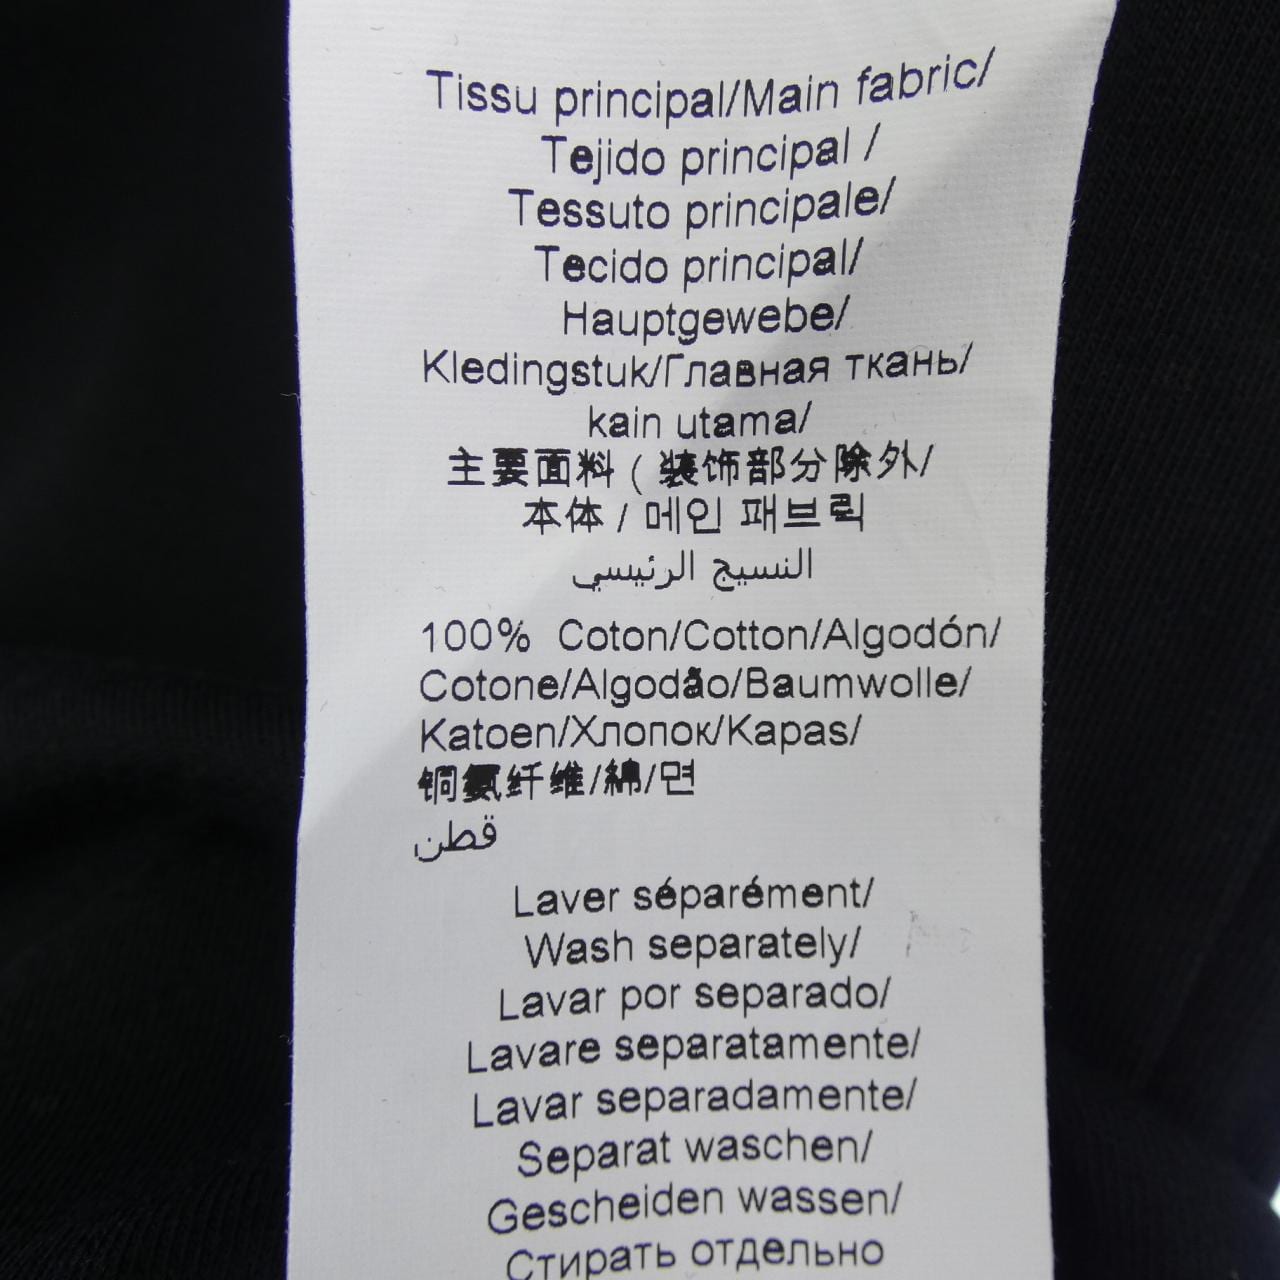 Tissu principal/Main fabric/
Tejido principal /
Tessuto principale/
Tecido principal/
Hauptgewebe/
Kledingstuk/Главная ткань/
kain utama/
主要面料 ( 装饰部分除外/
本体 / 메인 패브릭
النسيج الرئيسي
100% Coton/Cotton/Algodón/
Cotone/Algodão/Baumwolle/
Katoen/Хлопок/Kapas/
铜氨纤维/綿/면
قطن
Laver séparément/
Wash separately/
Lavar por separado/
Lavare separatamente/
Lavar separadamente/
Separat waschen/
Gescheiden wassen/
Стирать отдельно